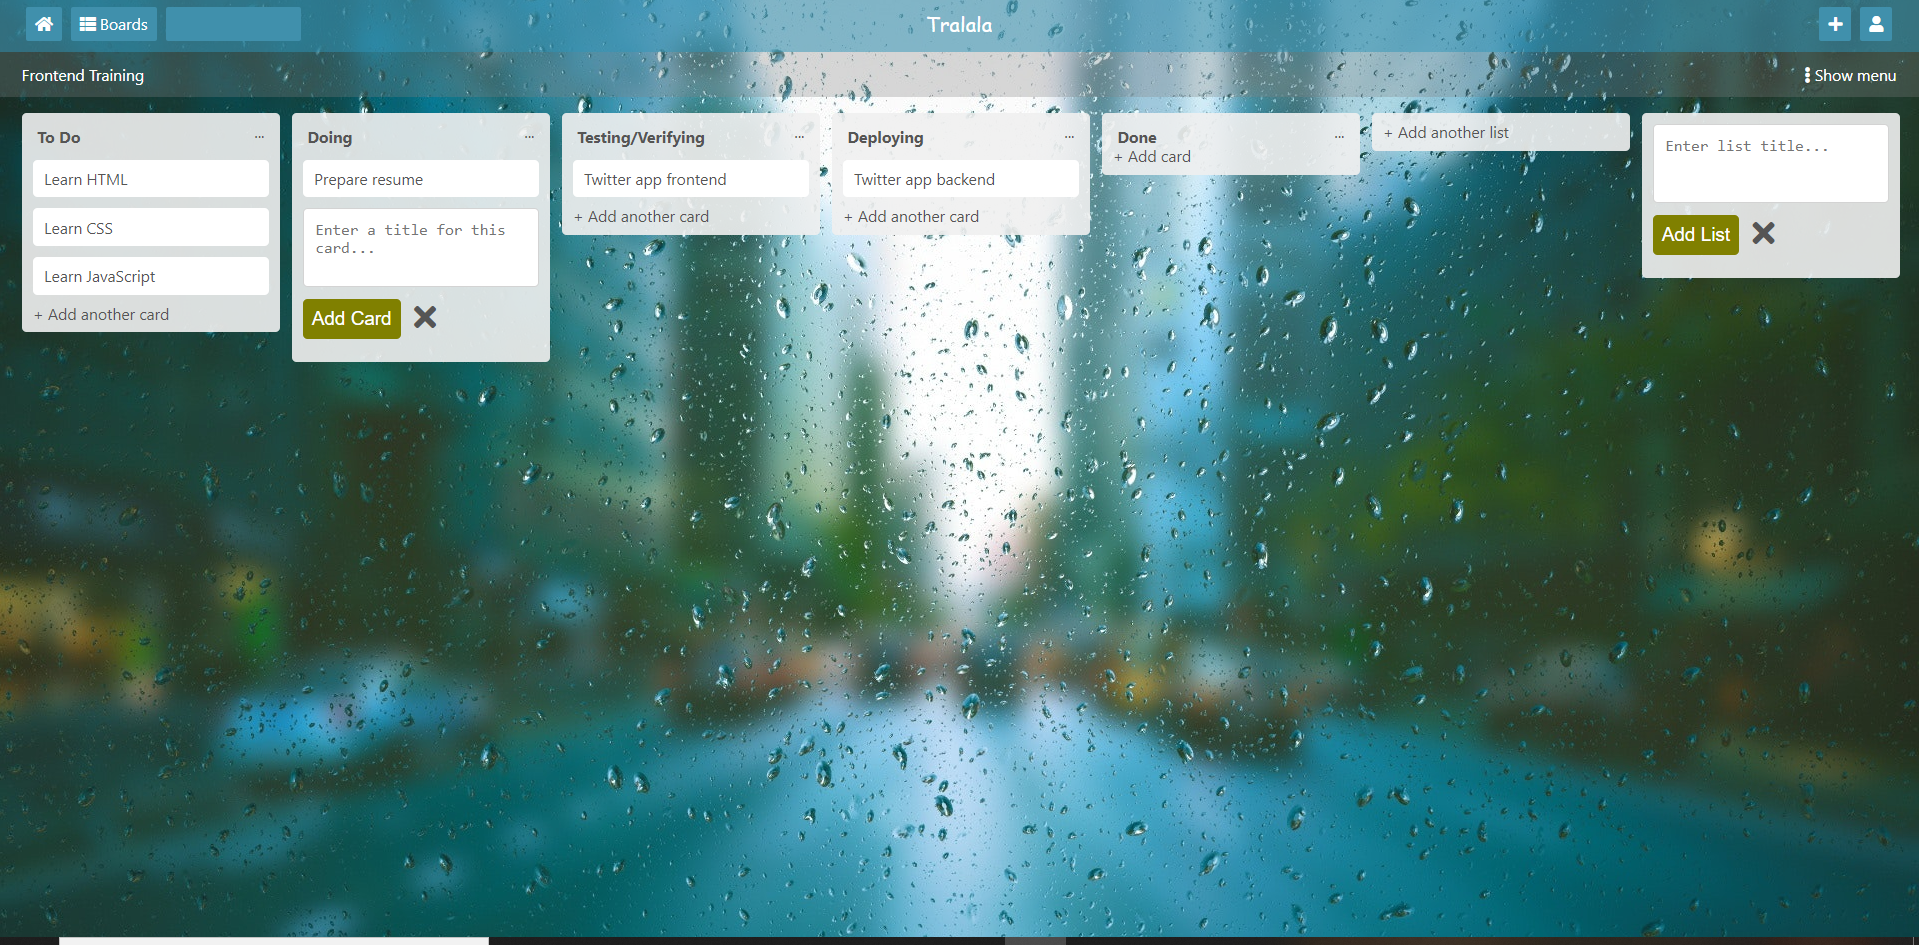 Boards
Tralala
Frontend Training
Show menu
To Do
...
Learn HTML
Learn CSS
Learn JavaScript
+ Add another card
Doing
...
Prepare resume
Enter a title for this
card...
Add Card
Testing/Verifying
...
Twitter app frontend
+ Add another card
Deploying
...
Twitter app backend
+ Add another card
Done
...
+ Add card
+ Add another list
Enter list title...
Add List